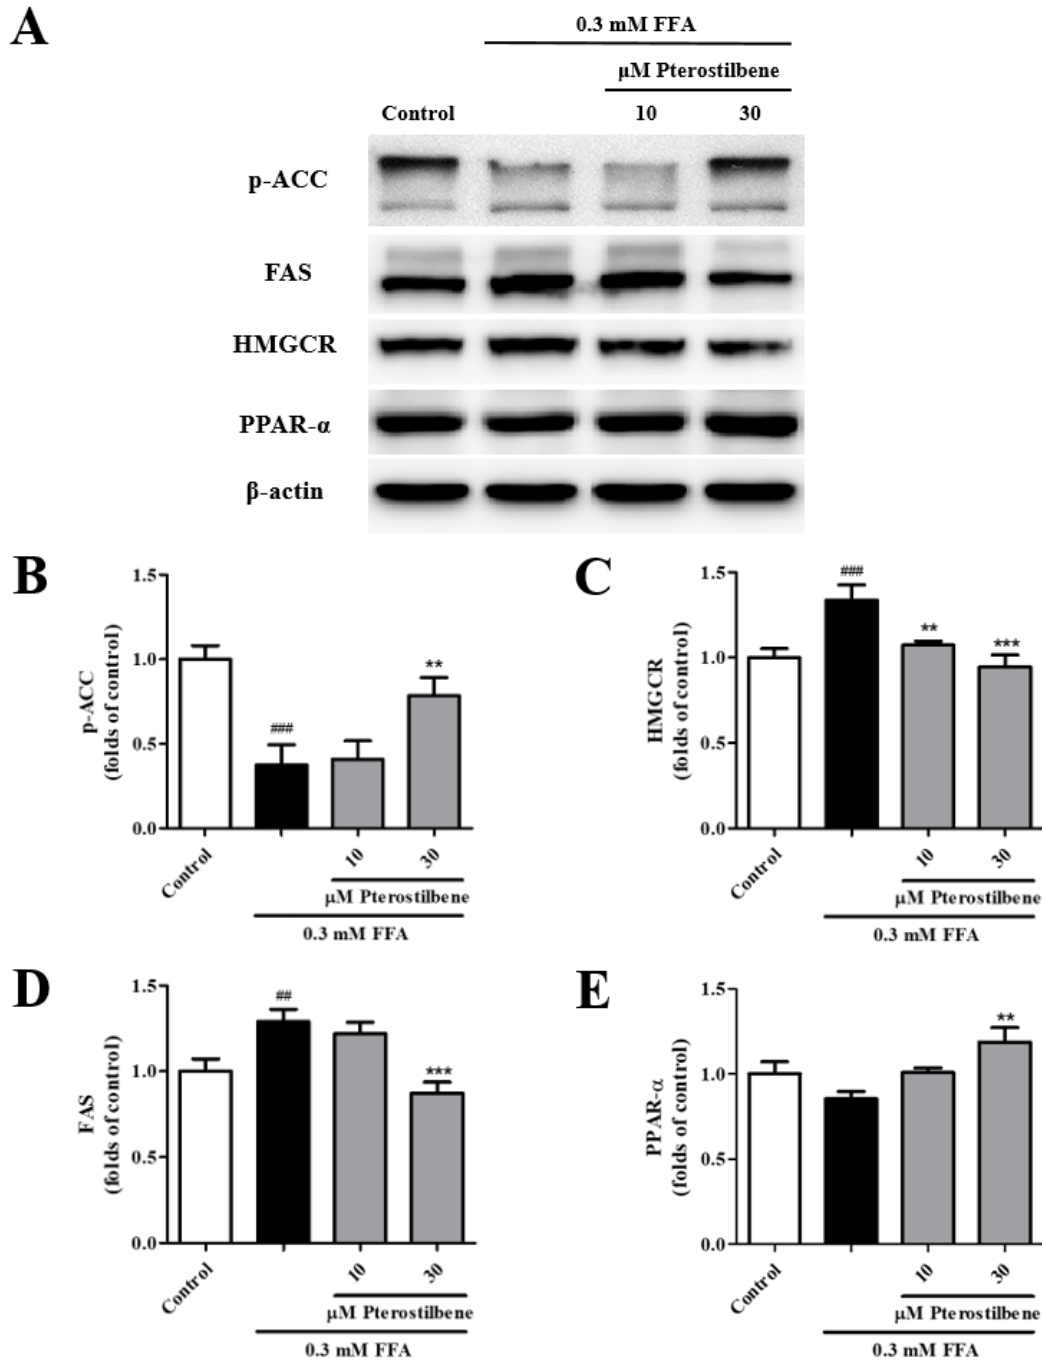 A
0.3 mM FFA
μM Pterostilbene
Control 10 30
p-ACC
FAS
HMGCR
PPAR-α
β-actin
B
1.5
1.0
0.5
0.0
p-ACC
(folds of control)
###
**
Control
10
30
μM Pterostilbene
0.3 mM FFA
C
1.5
1.0
0.5
0.0
HMGCR
(folds of control)
###
**
***
Control
10
30
μM Pterostilbene
0.3 mM FFA
D
1.5
1.0
0.5
0.0
FAS
(folds of control)
##
***
Control
10
30
μM Pterostilbene
0.3 mM FFA
E
1.5
1.0
0.5
0.0
PPAR-α
(folds of control)
**
Control
10
30
μM Pterostilbene
0.3 mM FFA